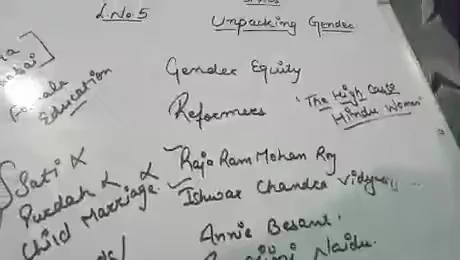 L.No.5
Unpacking Gender
Female
Education
Gender Equity
Reformers
"The High Caste
Hindu Woman"
Sati x
Purdah x
Child Marriage x
Raja Ram Mohan Roy
Ishwar Chandra
Annie Besant
Naidu